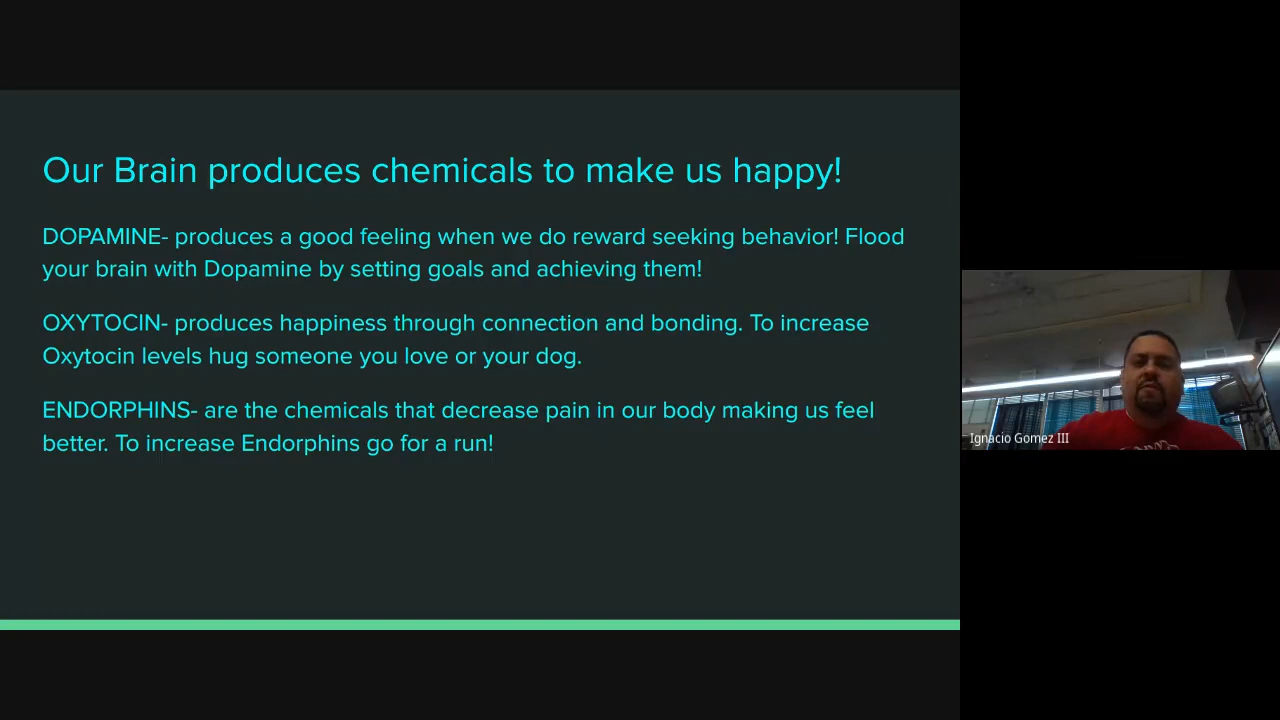 Our Brain produces chemicals to make us happy!
DOPAMINE- produces a good feeling when we do reward seeking behavior! Flood
your brain with Dopamine by setting goals and achieving them!
OXYTOCIN- produces happiness through connection and bonding. To increase
Oxytocin levels hug someone you love or your dog.
ENDORPHINS- are the chemicals that decrease pain in our body making us feel
better. To increase Endorphins go for a run!
Ignacio Gomez III